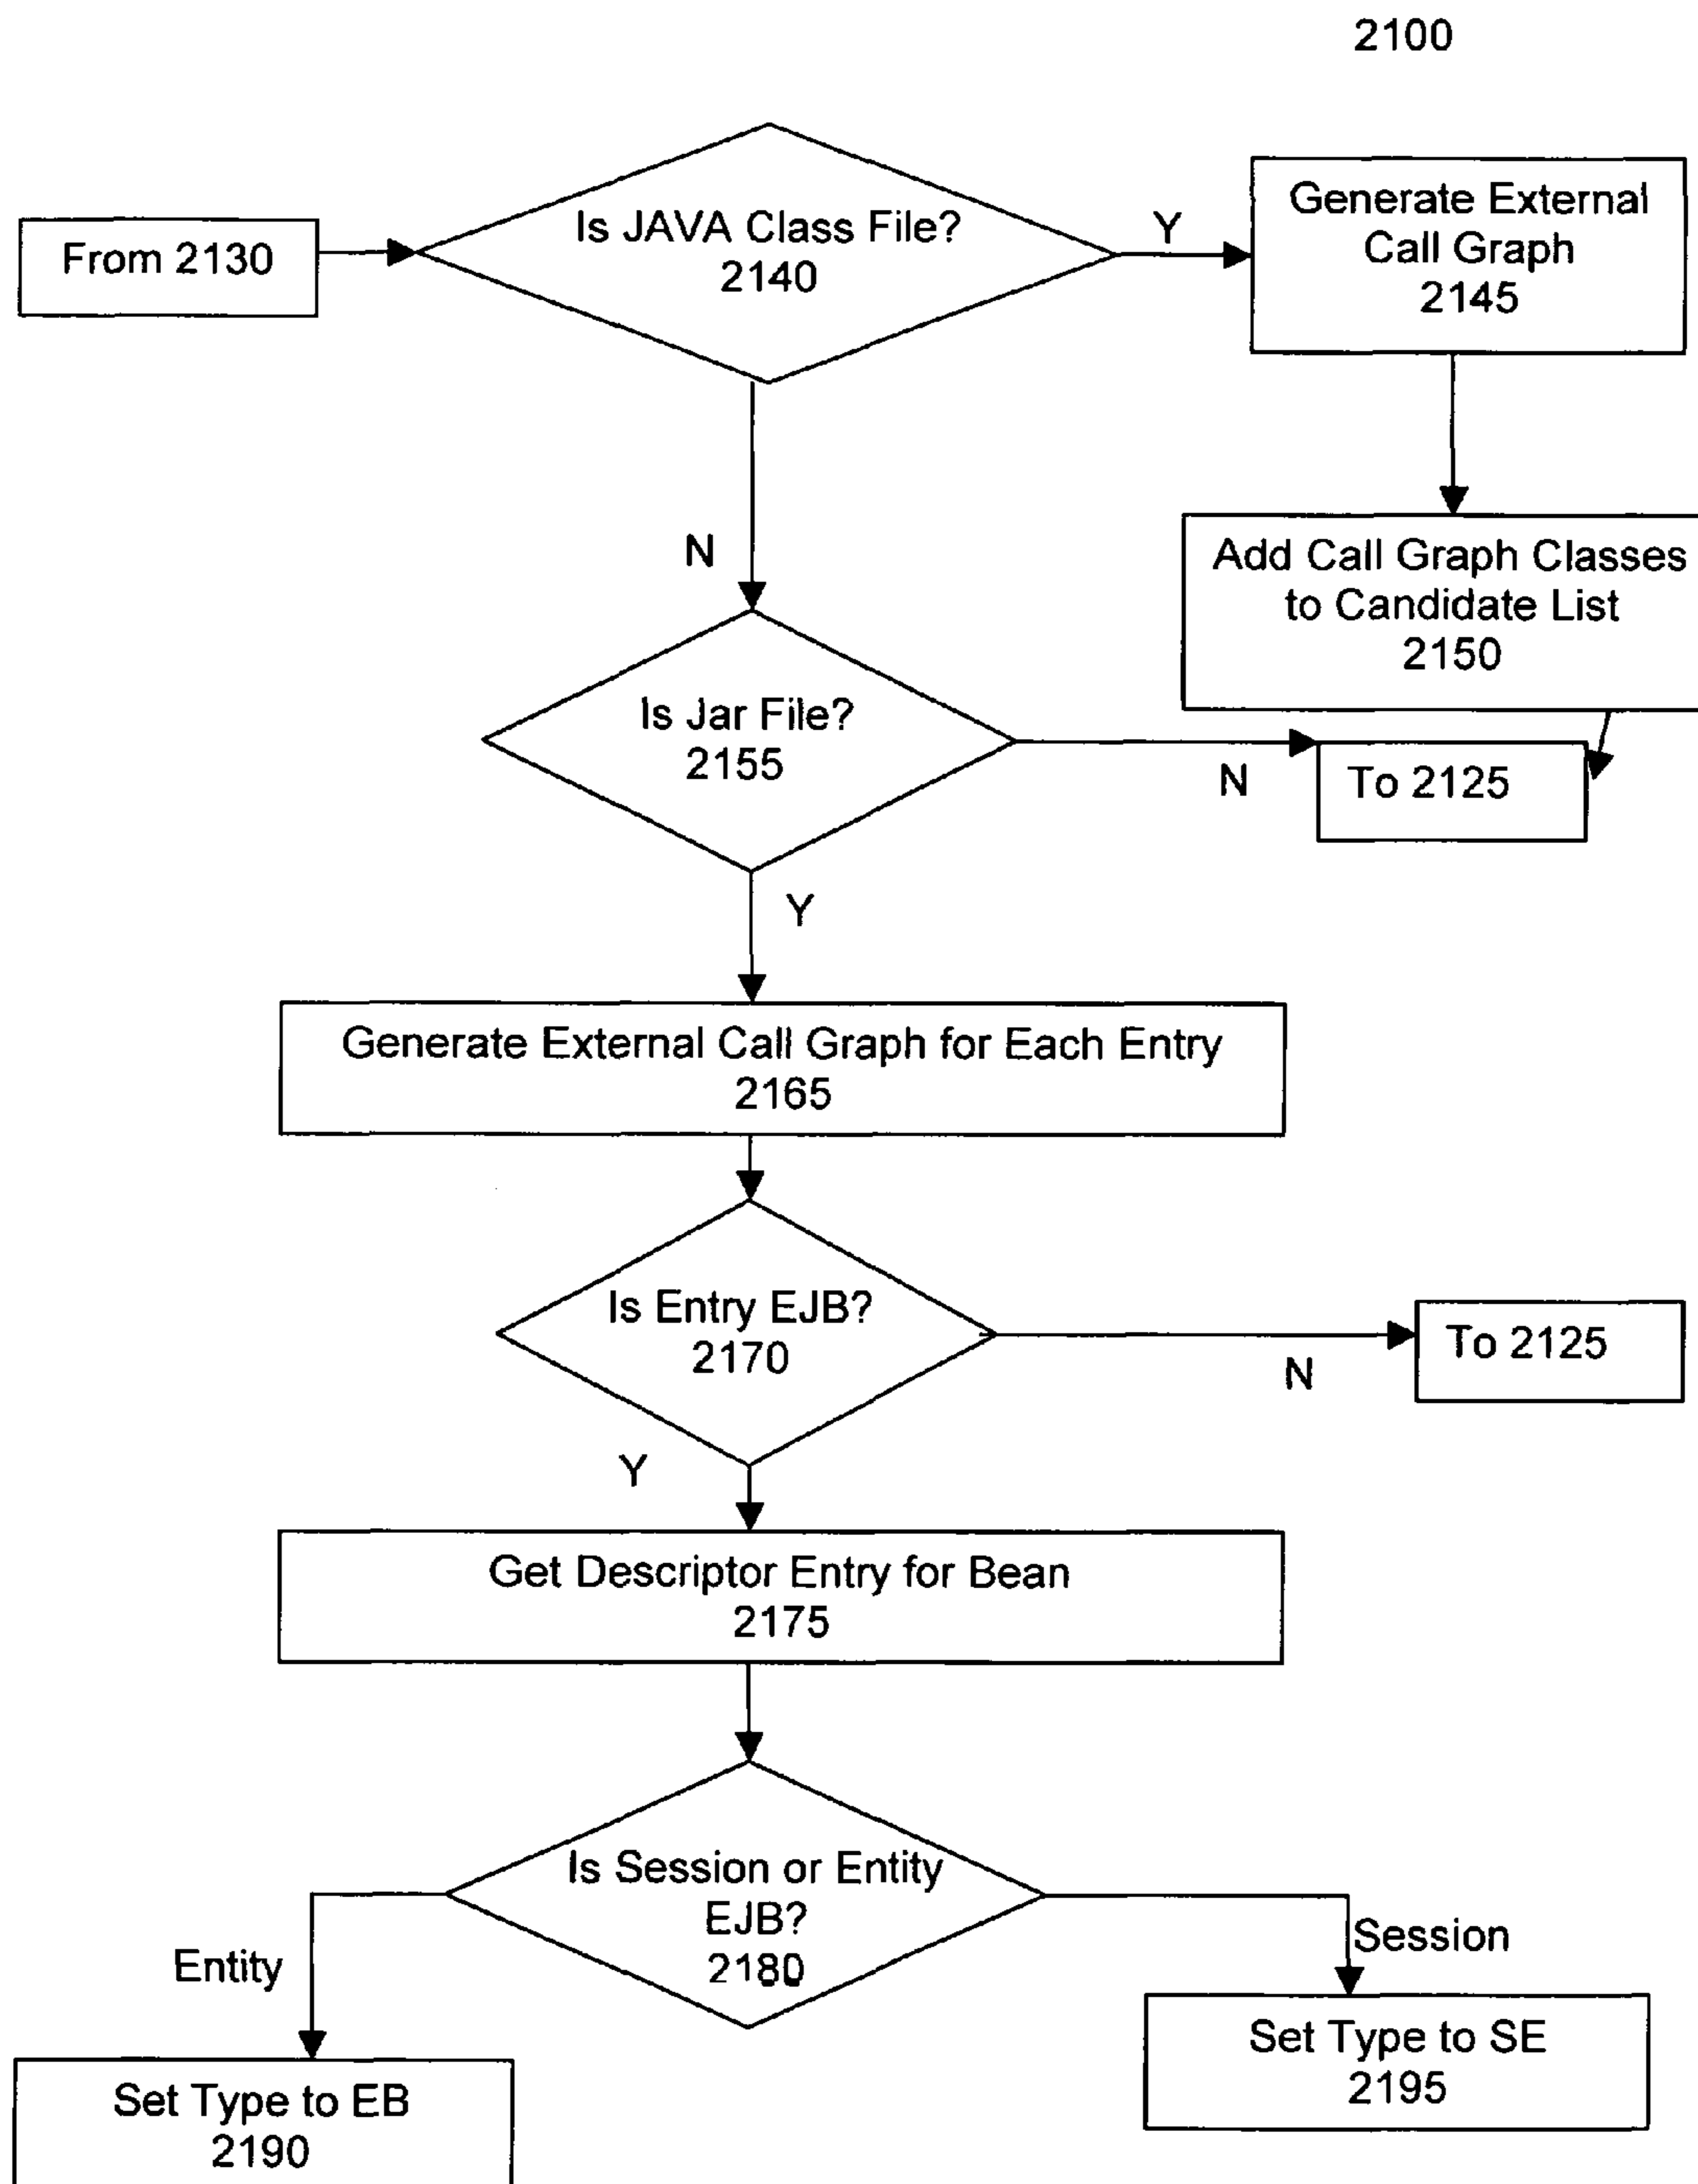 2100
From 2130
Is JAVA Class File?
2140
Y
Generate External
Call Graph
2145
N
Add Call Graph Classes
to Candidate List
2150
Is Jar File?
2155
N
To 2125
Y
Generate External Call Graph for Each Entry
2165
Is Entry EJB?
2170
N
To 2125
Y
Get Descriptor Entry for Bean
2175
Is Session or Entity
EJB?
2180
Entity
Session
Set Type to SE
2195
Set Type to EB
2190